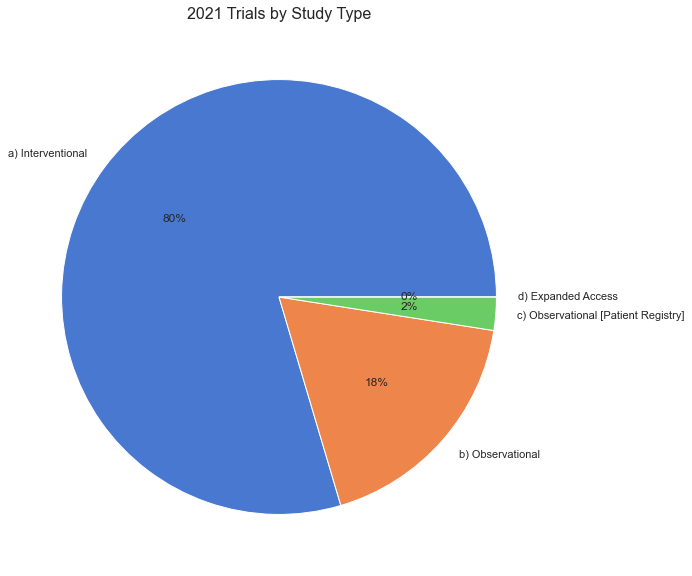 2021 Trials by Study Type
a) Interventional
80%
0%
d) Expanded Access
2%
c) Observational [Patient Registry]
18%
b) Observational